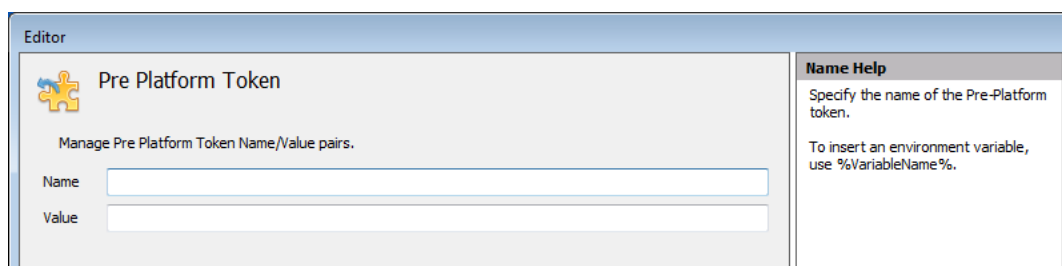 Editor
Pre Platform Token
Manage Pre Platform Token Name/Value pairs.
Name
Value
Name Help
Specify the name of the Pre-Platform
token.
To insert an environment variable,
use %VariableName%.